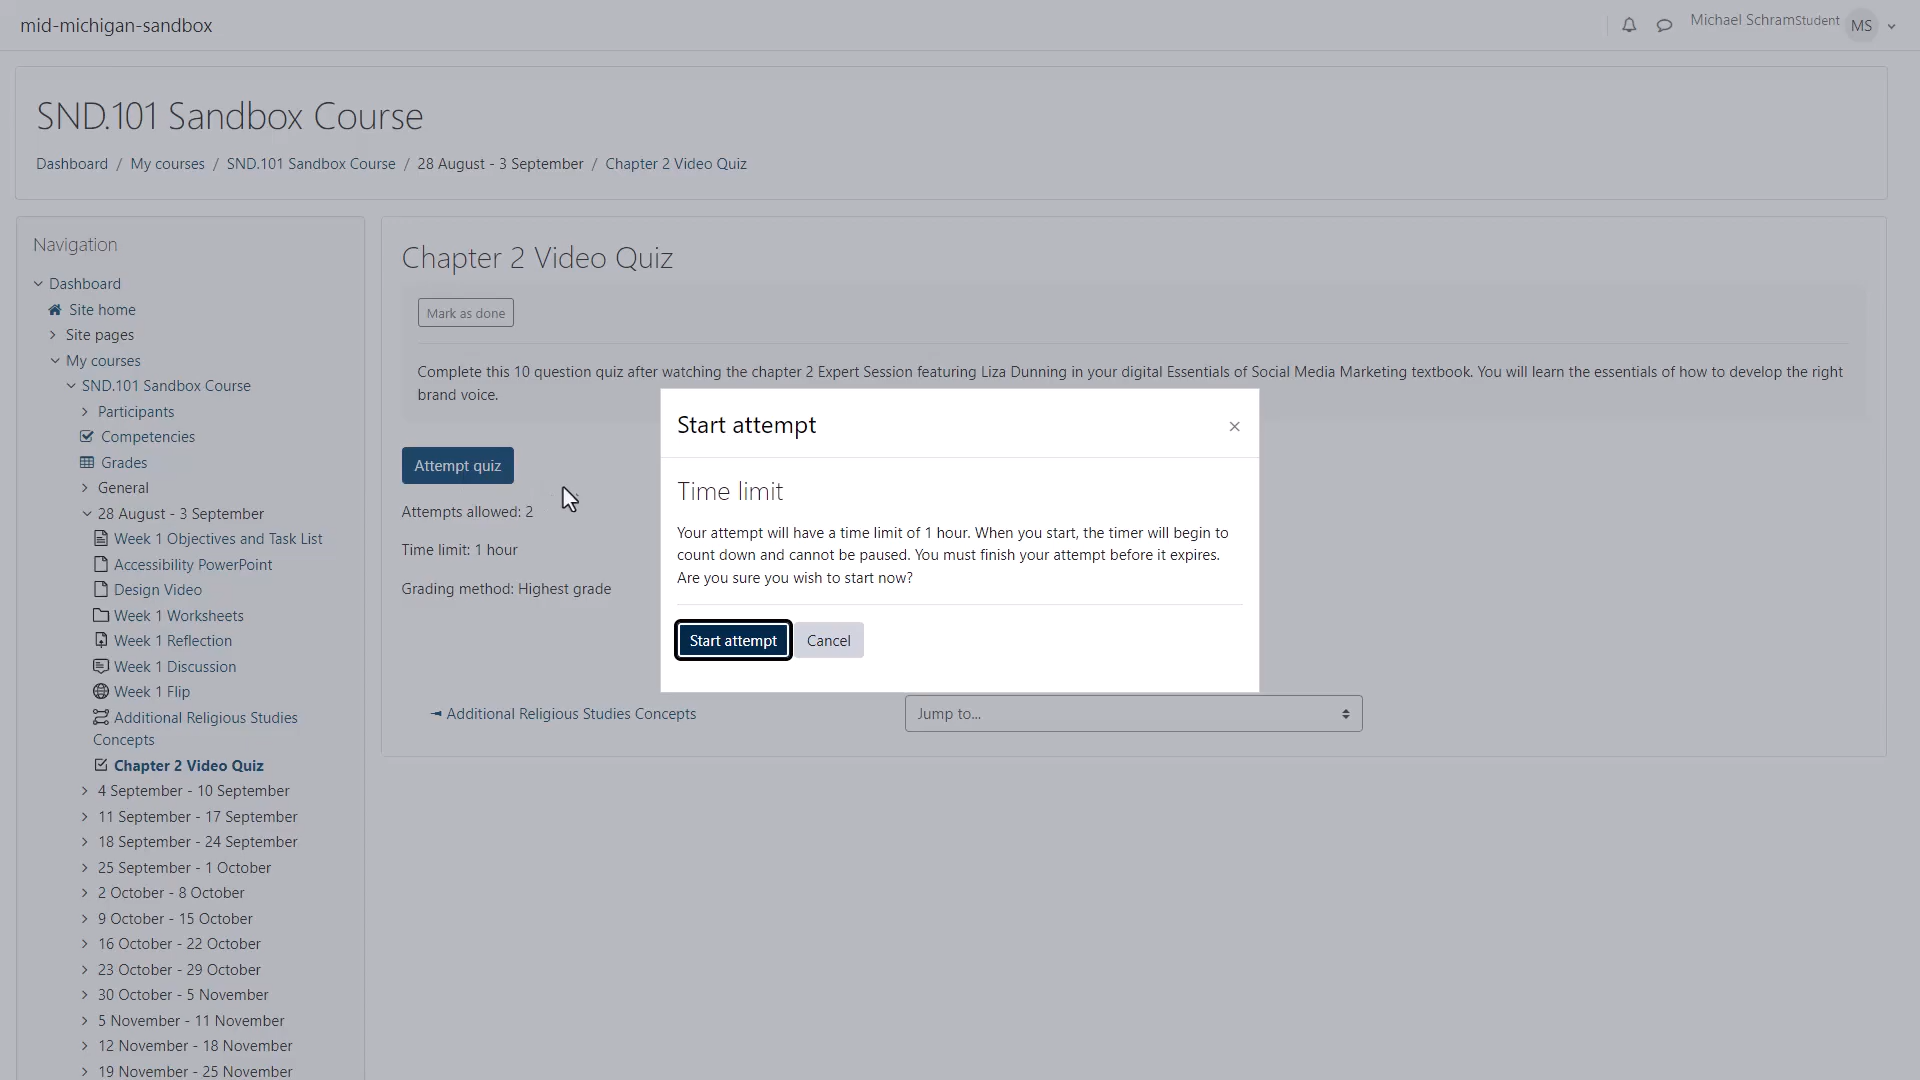 mid-michigan-sandbox
Michael SchramStudent MS
SND.101 Sandbox Course
Dashboard / My courses / SND.101 Sandbox Course / 28 August - 3 September / Chapter 2 Video Quiz
Navigation
Dashboard
Site home
Site pages
My courses
SND.101 Sandbox Course
Participants
Competencies
Grades
General
28 August - 3 September
Week 1 Objectives and Task List
Accessibility PowerPoint
Design Video
Week 1 Worksheets
Week 1 Reflection
Week 1 Discussion
Week 1 Flip
Additional Religious Studies
Concepts
Chapter 2 Video Quiz
4 September - 10 September
11 September - 17 September
18 September - 24 September
25 September - 1 October
2 October - 8 October
9 October - 15 October
16 October - 22 October
23 October - 29 October
30 October - 5 November
5 November - 11 November
12 November - 18 November
19 November - 25 November
Chapter 2 Video Quiz
Mark as done
Complete this 10 question quiz after watching the chapter 2 Expert Session featuring Liza Dunning in your digital Essentials of Social Media Marketing textbook. You will learn the essentials of how to develop the right
brand voice.
Attempt quiz
Attempts allowed: 2
Time limit: 1 hour
Grading method: Highest grade
Start attempt ×
Time limit
Your attempt will have a time limit of 1 hour. When you start, the timer will begin to
count down and cannot be paused. You must finish your attempt before it expires.
Are you sure you wish to start now?
Start attempt Cancel
◄ Additional Religious Studies Concepts
Jump to...